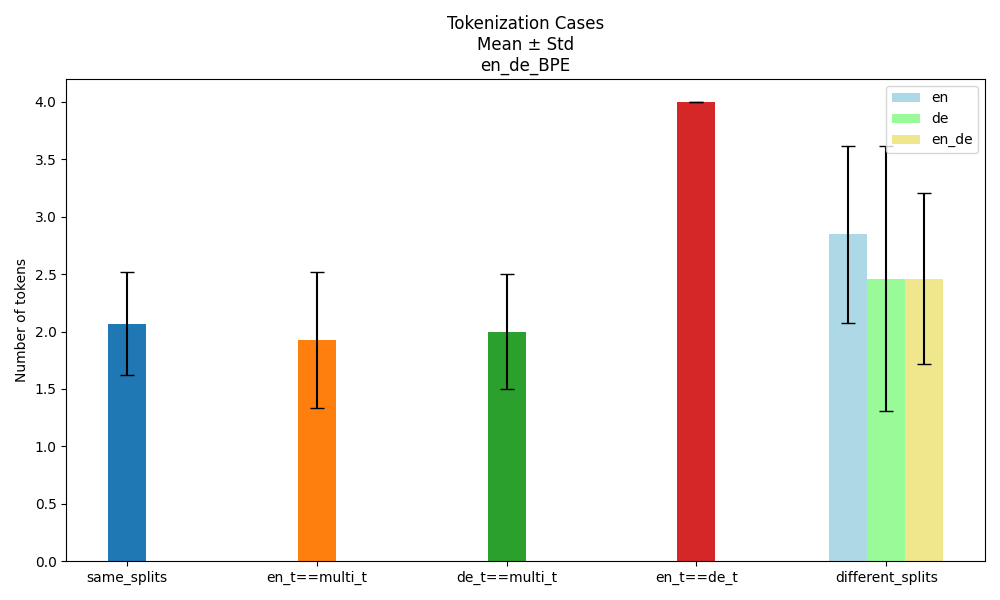 Tokenization Cases
Mean ± Std
en_de_BPE
en
de
en_de
Number of tokens
4.0
3.5
3.0
2.5
2.0
1.5
1.0
0.5
0.0
same_splits
en_t==multi_t
de_t==multi_t
en_t==de_t
different_splits